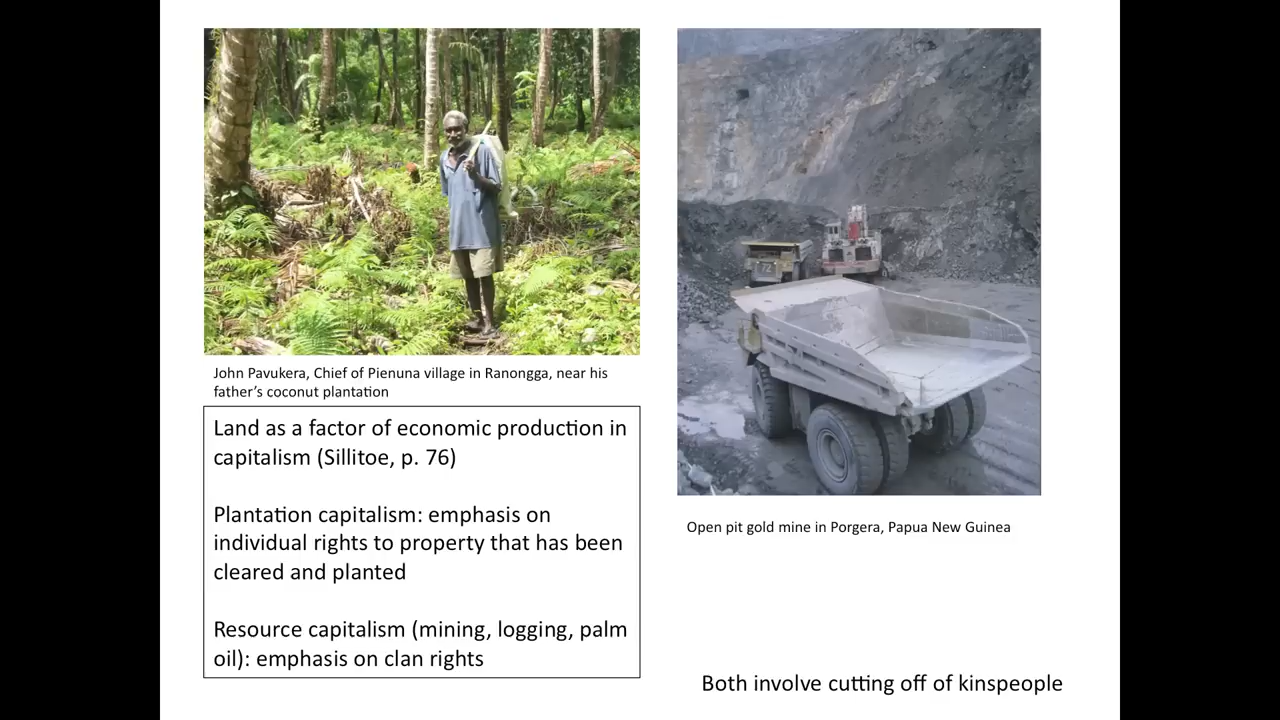 John Pavukera, Chief of Pienuna village in Ranongga, near his
father’s coconut plantation
Land as a factor of economic production in
capitalism (Sillitoe, p. 76)
Plantation capitalism: emphasis on
individual rights to property that has been
cleared and planted
Resource capitalism (mining, logging, palm
oil): emphasis on clan rights
Open pit gold mine in Porgera, Papua New Guinea
Both involve cutting off of kinspeople